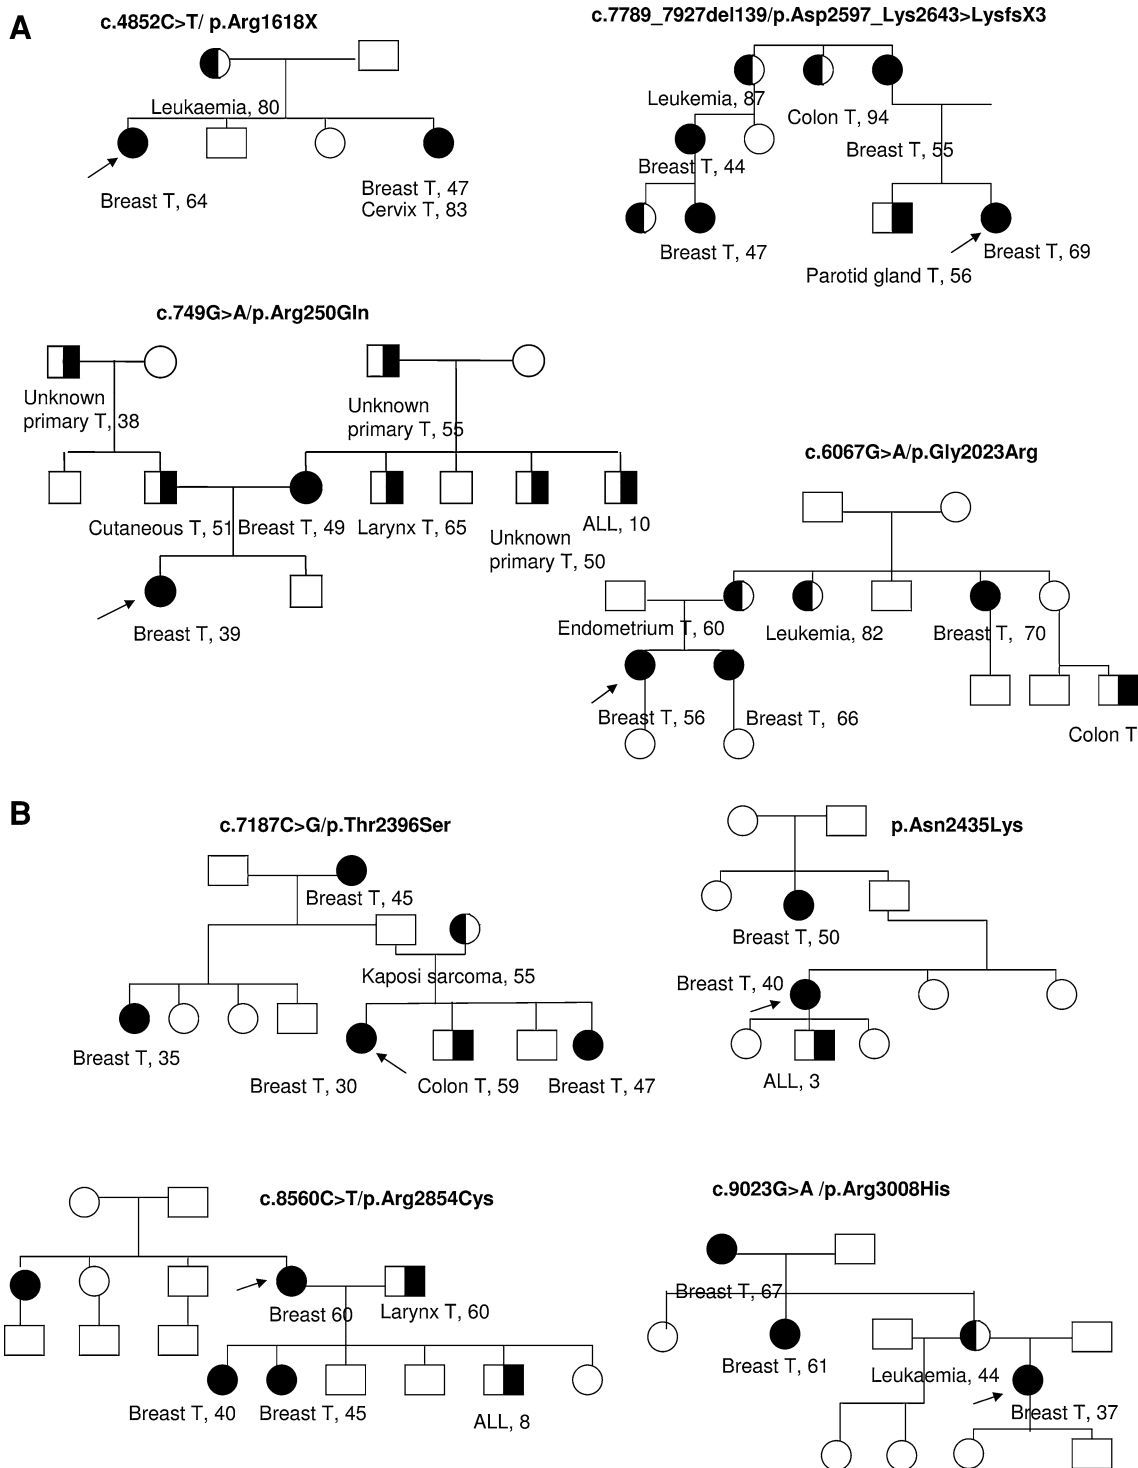 A
c.4852C>T/ p.Arg1618X
Leukaemia, 80
Breast T, 64
Breast T, 47
Cervix T, 83
c.7789_7927del139/p.Asp2597_Lys2643>LysfsX3
Leukemia, 87
Colon T, 94
Breast T, 55
Breast T, 44
Breast T, 47
Parotid gland T, 56
Breast T, 69
c.749G>A/p.Arg250Gln
Unknown
primary T, 38
Unknown
primary T, 55
Cutaneous T, 51
Breast T, 49
Larynx T, 65
Unknown
primary T, 50
ALL, 10
Breast T, 39
c.6067G>A/p.Gly2023Arg
Endometrium T, 60
Leukemia, 82
Breast T, 70
Breast T, 56
Breast T, 66
Colon T
B
c.7187C>G/p.Thr2396Ser
Breast T, 45
Kaposi sarcoma, 55
Breast T, 35
Breast T, 30
Colon T, 59
Breast T, 47
p.Asn2435Lys
Breast T, 50
Breast T, 40
ALL, 3
c.8560C>T/p.Arg2854Cys
Breast 60
Larynx T, 60
Breast T, 40
Breast T, 45
ALL, 8
c.9023G>A /p.Arg3008His
Breast T, 67
Breast T, 61
Leukaemia, 44
Breast T, 37